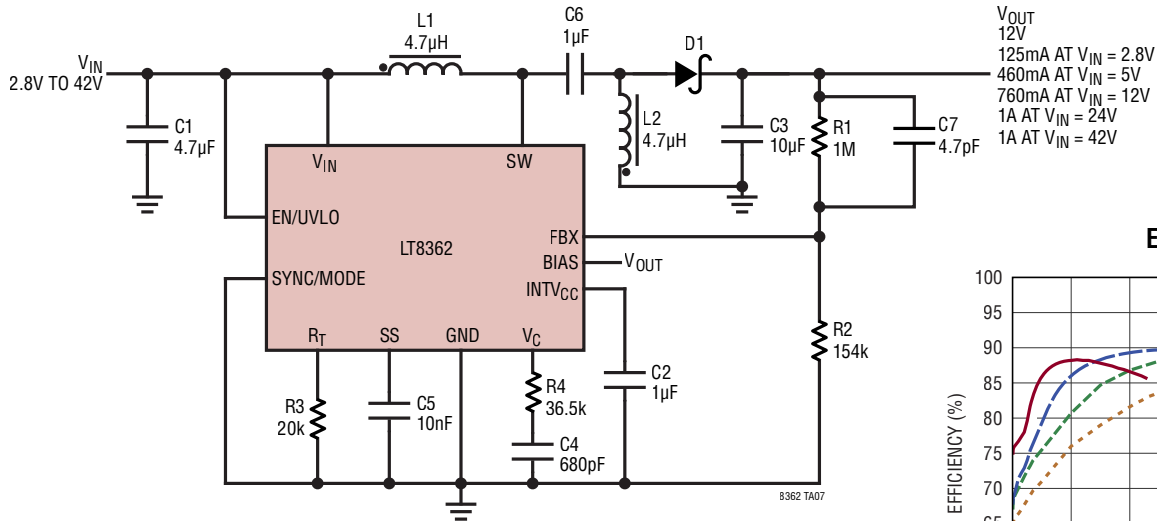 VIN
2.8V TO 42V
C1
4.7µF
L1
4.7µH
C6
1µF
D1
L2
4.7µH
C3
10µF
R1
1M
C7
4.7pF
VOUT
12V
125mA AT VIN = 2.8V
460mA AT VIN = 5V
760mA AT VIN = 12V
1A AT VIN = 24V
1A AT VIN = 42V
VIN
SW
EN/UVLO
LT8362
FBX
BIAS
VOUT
SYNC/MODE
INTVCC
RT
SS
GND
VC
R2
154k
R3
20k
C5
10nF
R4
36.5k
C4
680pF
C2
1µF
8362 TA07
E
100
95
90
85
80
75
70
65
EFFICIENCY (%)